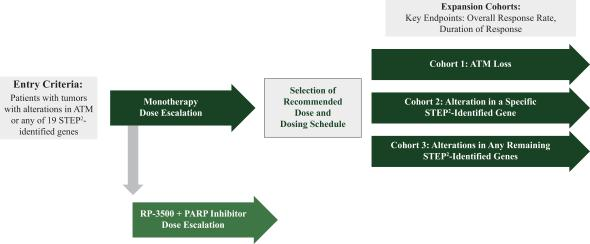 Expansion Cohorts:
Key Endpoints: Overall Response Rate,
Duration of Response
Entry Criteria:
Patients with tumors
with alterations in ATM
or any of 19 STEP²-
identified genes
Monotherapy
Dose Escalation
Selection of
Recommended
Dose and
Dosing Schedule
Cohort 1: ATM Loss
Cohort 2: Alteration in a Specific
STEP²-Identified Gene
Cohort 3: Alterations in Any Remaining
STEP²-Identified Genes
RP-3500 + PARP Inhibitor
Dose Escalation